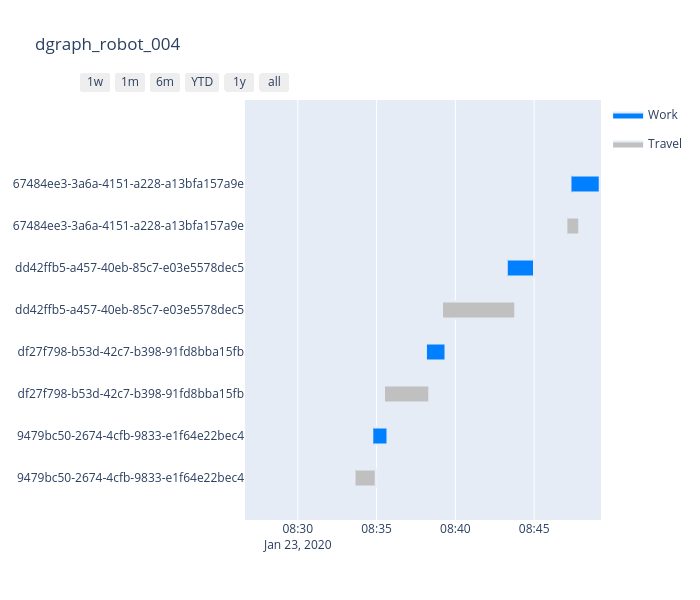 dgraph_robot_004
1w 1m 6m YTD 1y all
Work
Travel
67484ee3-3a6a-4151-a228-a13bfa157a9e
67484ee3-3a6a-4151-a228-a13bfa157a9e
dd42ffb5-a457-40eb-85c7-e03e5578dec5
dd42ffb5-a457-40eb-85c7-e03e5578dec5
df27f798-b53d-42c7-b398-91fd8bba15fb
df27f798-b53d-42c7-b398-91fd8bba15fb
9479bc50-2674-4cfb-9833-e1f64e22bec4
9479bc50-2674-4cfb-9833-e1f64e22bec4
08:30 08:35 08:40 08:45
Jan 23, 2020